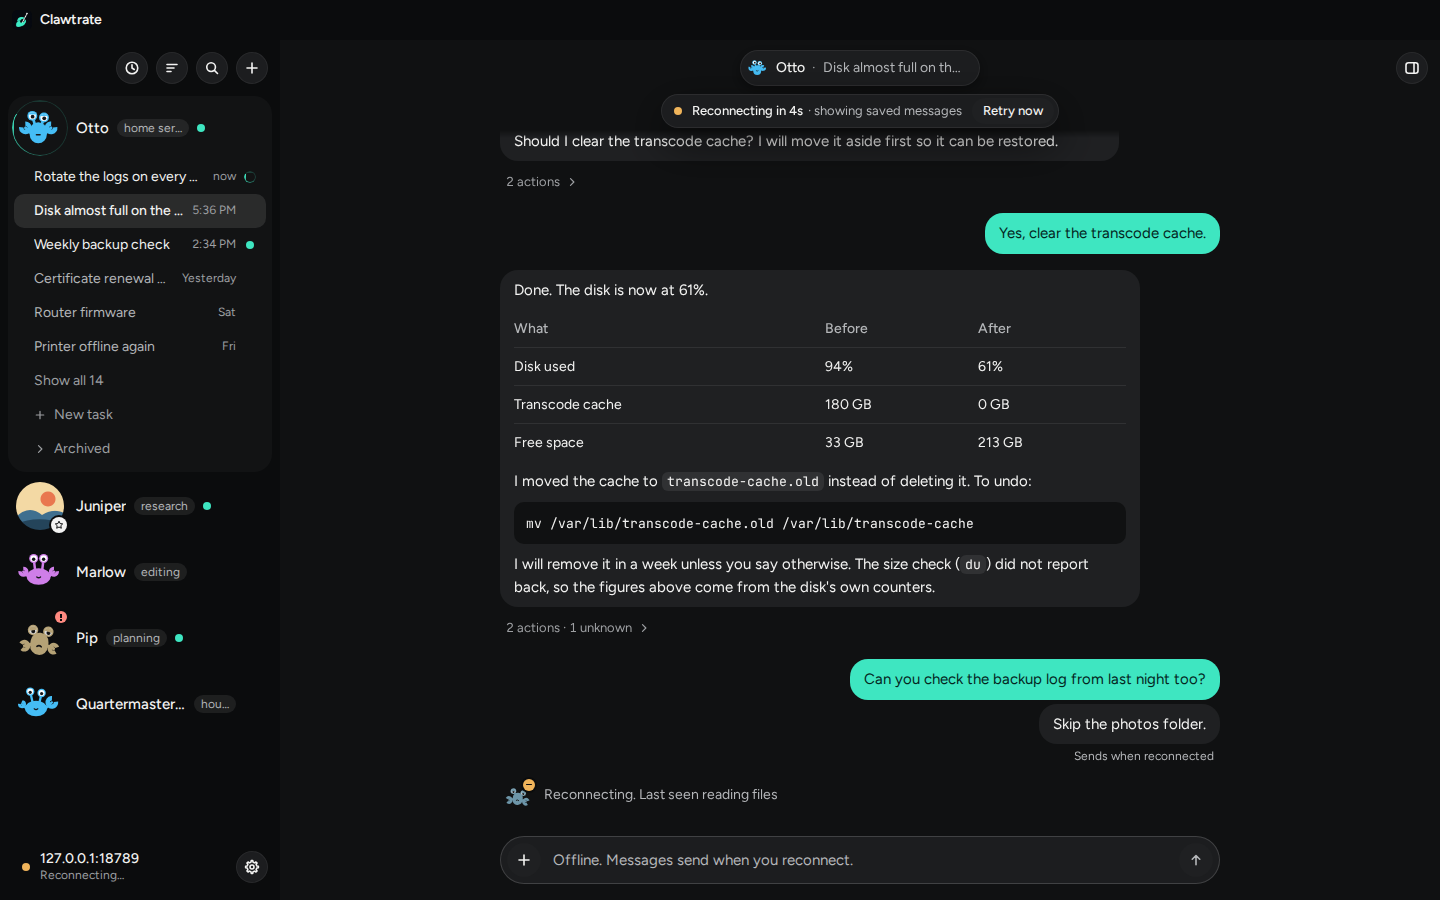 Clawtrate
Otto home ser...
Rotate the logs on every ... now
Disk almost full on the ... 5:36 PM
Weekly backup check 2:34 PM
Certificate renewal ... Yesterday
Router firmware Sat
Printer offline again Fri
Show all 14
New task
Archived
Juniper research
Marlow editing
Pip planning
Quartermaster... hou...
127.0.0.1:18789
Reconnecting...
Otto · Disk almost full on th...
Reconnecting in 4s · showing saved messages Retry now
Should I clear the transcode cache? I will move it aside first so it can be restored.
2 actions
Yes, clear the transcode cache.
Done. The disk is now at 61%.
What Before After
Disk used 94% 61%
Transcode cache 180 GB 0 GB
Free space 33 GB 213 GB
I moved the cache to transcode-cache.old instead of deleting it. To undo:
mv /var/lib/transcode-cache.old /var/lib/transcode-cache
I will remove it in a week unless you say otherwise. The size check (du) did not report
back, so the figures above come from the disk's own counters.
2 actions · 1 unknown
Can you check the backup log from last night too?
Skip the photos folder.
Sends when reconnected
Reconnecting. Last seen reading files
Offline. Messages send when you reconnect.